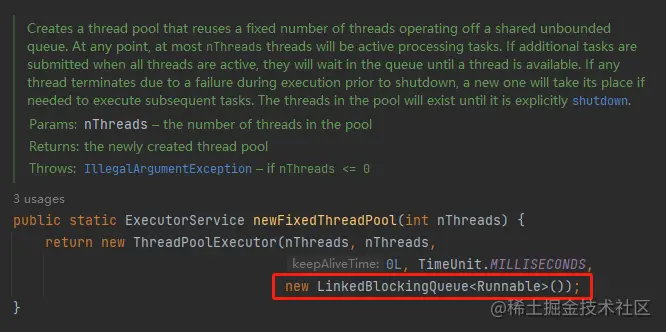 Creates a thread pool that reuses a fixed number of threads operating off a shared unbounded
queue. At any point, at most nThreads threads will be active processing tasks. If additional tasks are
submitted when all threads are active, they will wait in the queue until a thread is available. If any
thread terminates due to a failure during execution prior to shutdown, a new one will take its place if
needed to execute subsequent tasks. The threads in the pool will exist until it is explicitly shutdown.
Params: nThreads – the number of threads in the pool
Returns: the newly created thread pool
Throws: IllegalArgumentException – if nThreads <= 0
3 usages
public static ExecutorService newFixedThreadPool(int nThreads) {
return new ThreadPoolExecutor(nThreads, nThreads,
keepAliveTime: 0L, TimeUnit.MILLISECONDS,
new LinkedBlockingQueue<Runnable>());
}
@稀土掘金技术社区